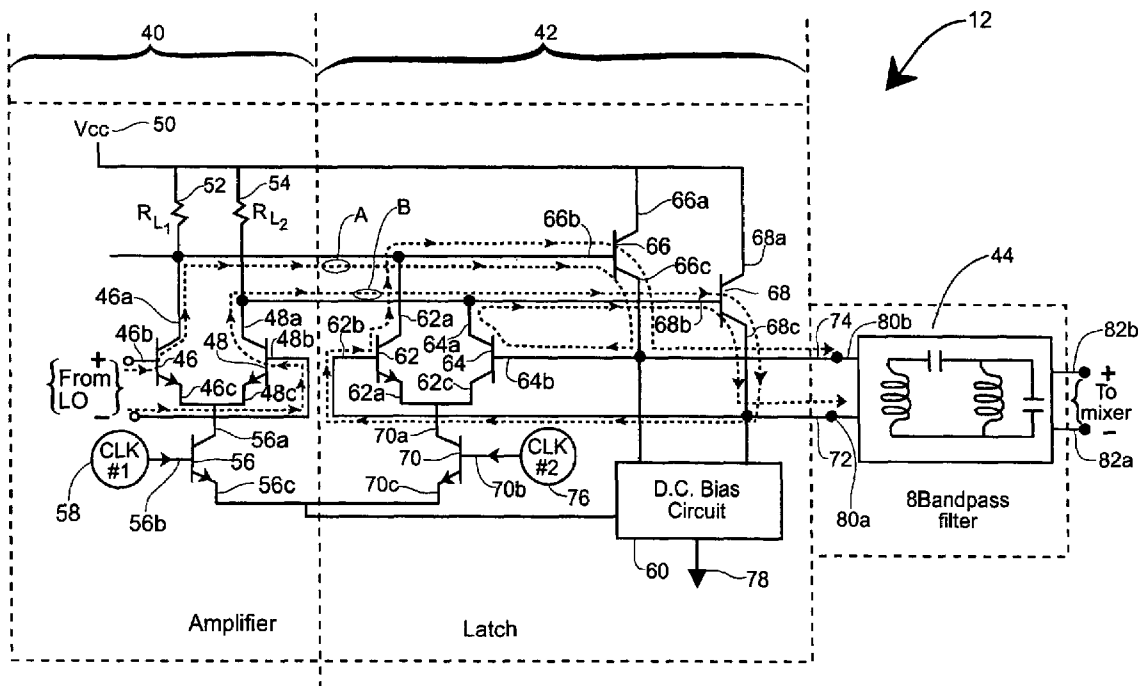 40
42
12
Vcc
50
52
54
RL1
RL2
A
B
66a
66b
66
66c
68a
68
68b
68c
44
46a
46b
46
46c
48a
48b
48
48c
62a
62b
62
62a
62c
64a
64
64b
74
80b
82b
+
From
LO
-
+
To
mixer
-
82a
72
80a
CLK
#1
58
56a
56
56b
56c
70a
70
70b
70c
CLK
#2
76
D.C. Bias
Circuit
60
78
8Bandpass
filter
Amplifier
Latch